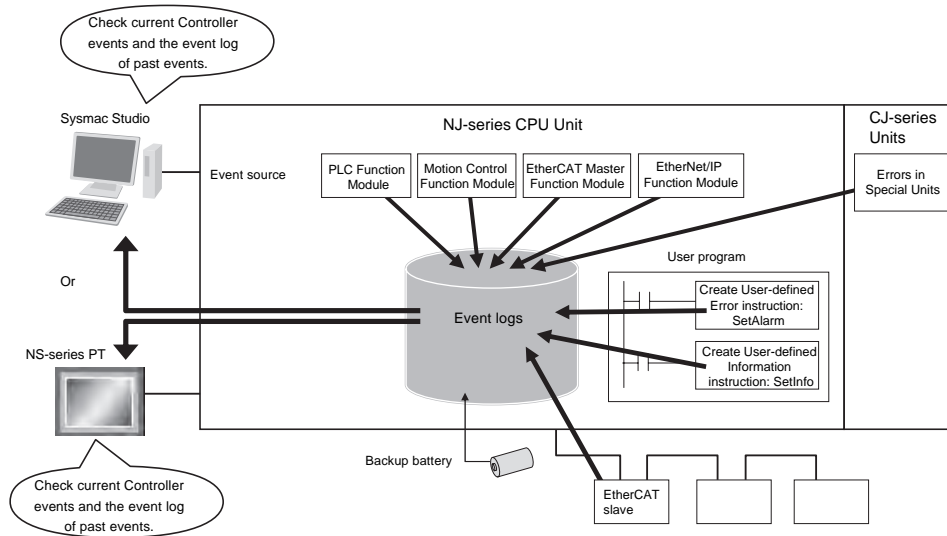 Check current Controller
events and the event log
of past events.
Sysmac Studio
NJ-series CPU Unit
CJ-series
Units
Event source
PLC Function
Module
Motion Control
Function Module
EtherCAT Master
Function Module
EtherNet/IP
Function Module
Errors in
Special Units
User program
Or
Event logs
Create User-defined
Error instruction:
SetAlarm
Create User-defined
Information
instruction: SetInfo
NS-series PT
Backup battery
Check current Controller
events and the event log
of past events.
EtherCAT
slave